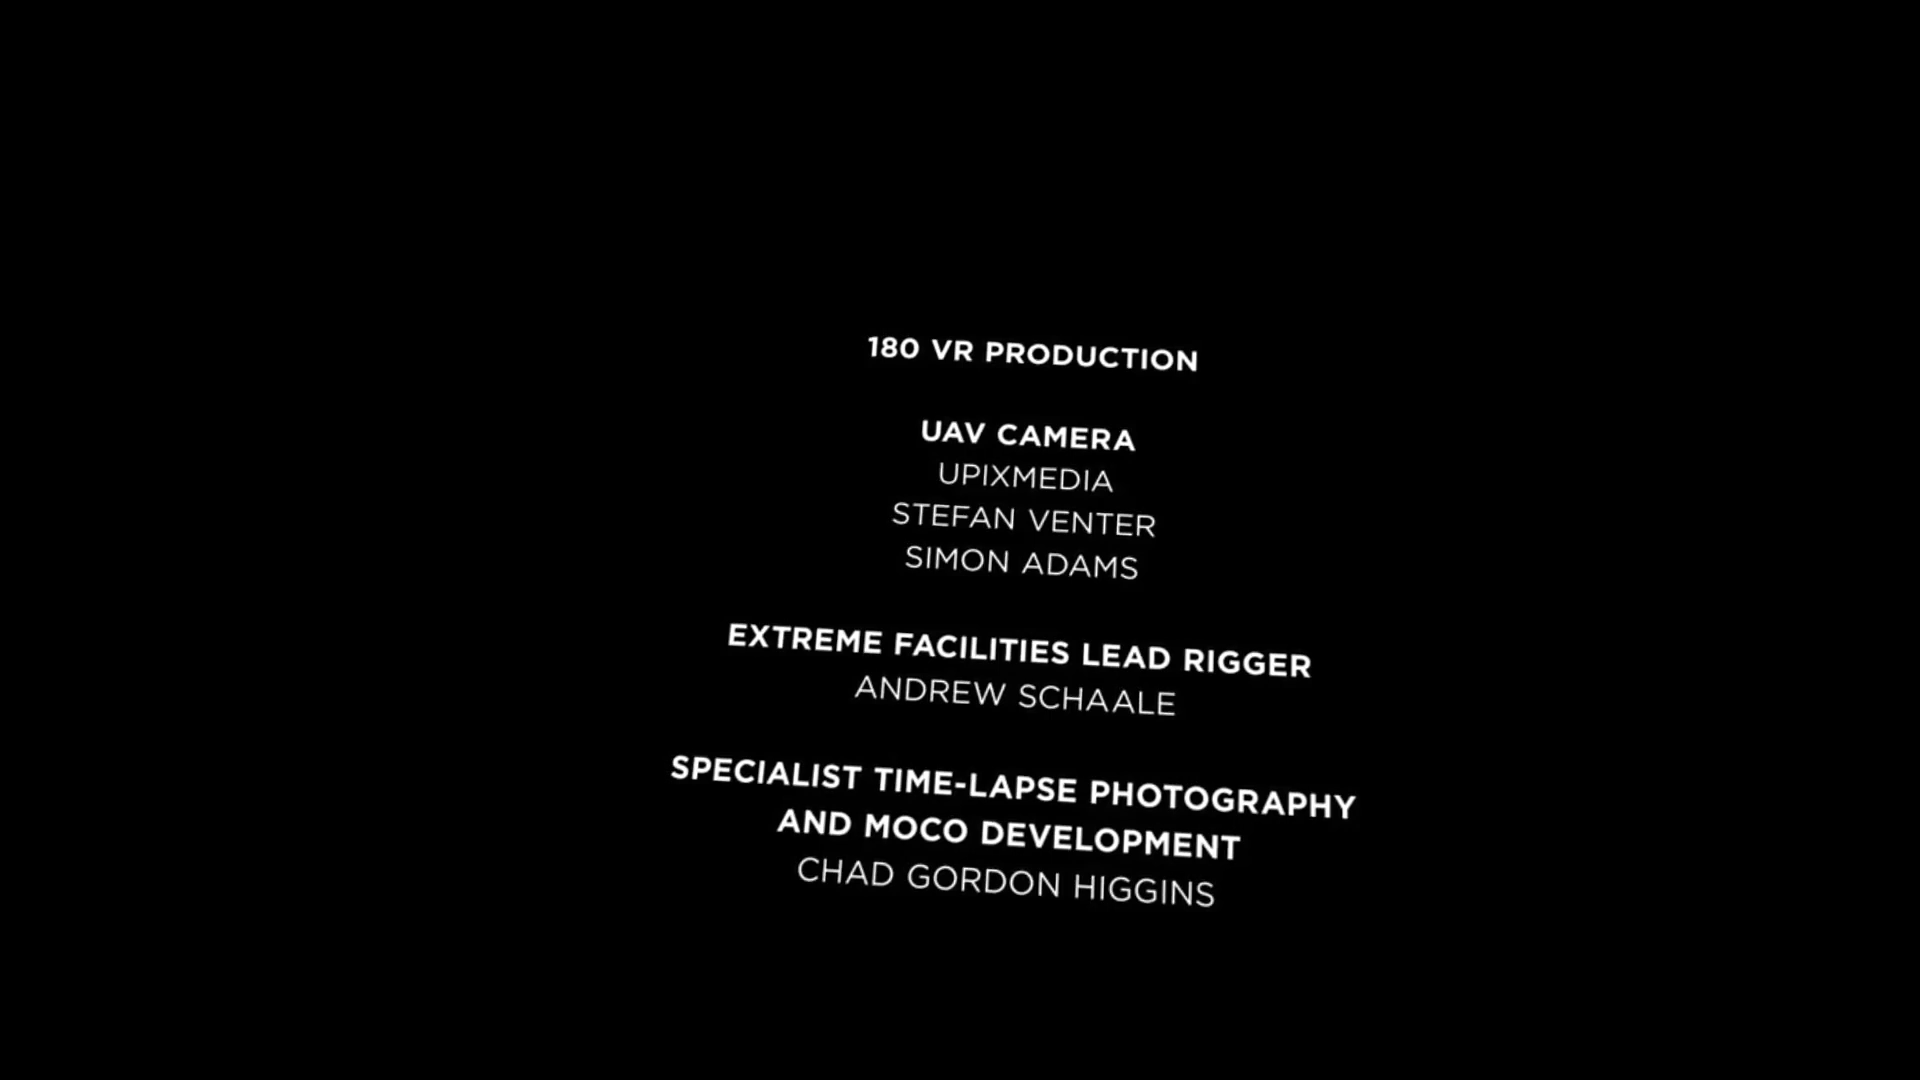 180 VR PRODUCTION
UAV CAMERA
UPIXMEDIA
STEFAN VENTER
SIMON ADAMS
EXTREME FACILITIES LEAD RIGGER
ANDREW SCHAALE
SPECIALIST TIME-LAPSE PHOTOGRAPHY
AND MOCO DEVELOPMENT
CHAD GORDON HIGGINS